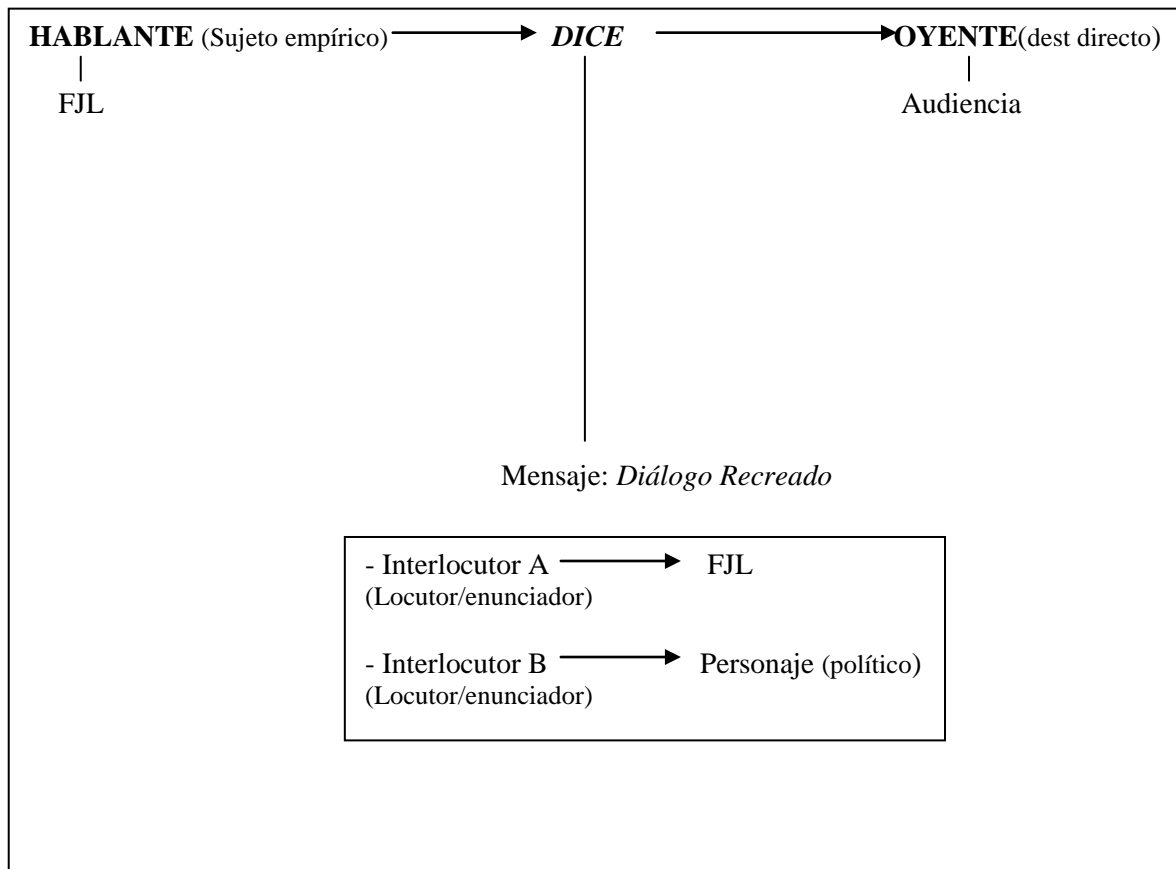 HABLANTE (Sujeto empírico) DICE OYENTE(dest directo)
FJL Audiencia
Mensaje: Diálogo Recreado
- Interlocutor A FJL
(Locutor/enunciador)
- Interlocutor B Personaje (político)
(Locutor/enunciador)